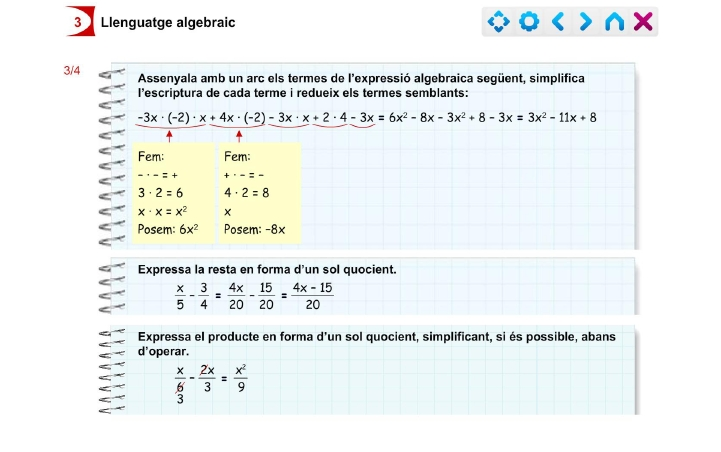 3 Llenguatge algebraic
3/4
Assenyala amb un arc els termes de l'expressió algebraica següent, simplifica
l'escriptura de cada terme i redueix els termes semblants:
-3x · (-2) · x + 4x · (-2) - 3x · x + 2 · 4 - 3x = 6x² - 8x - 3x² + 8 - 3x = 3x² - 11x + 8
Fem:
- · - = +
3 · 2 = 6
x · x = x²
Posem: 6x²
Fem:
+ · - = -
4 · 2 = 8
x
Posem: -8x
Expressa la resta en forma d'un sol quocient.
x/5 - 3/4 = 4x/20 - 15/20 = 4x - 15/20
Expressa el producte en forma d'un sol quocient, simplificant, si és possible, abans
d'operar.
x/6 - 2x/3 = x²/9
3